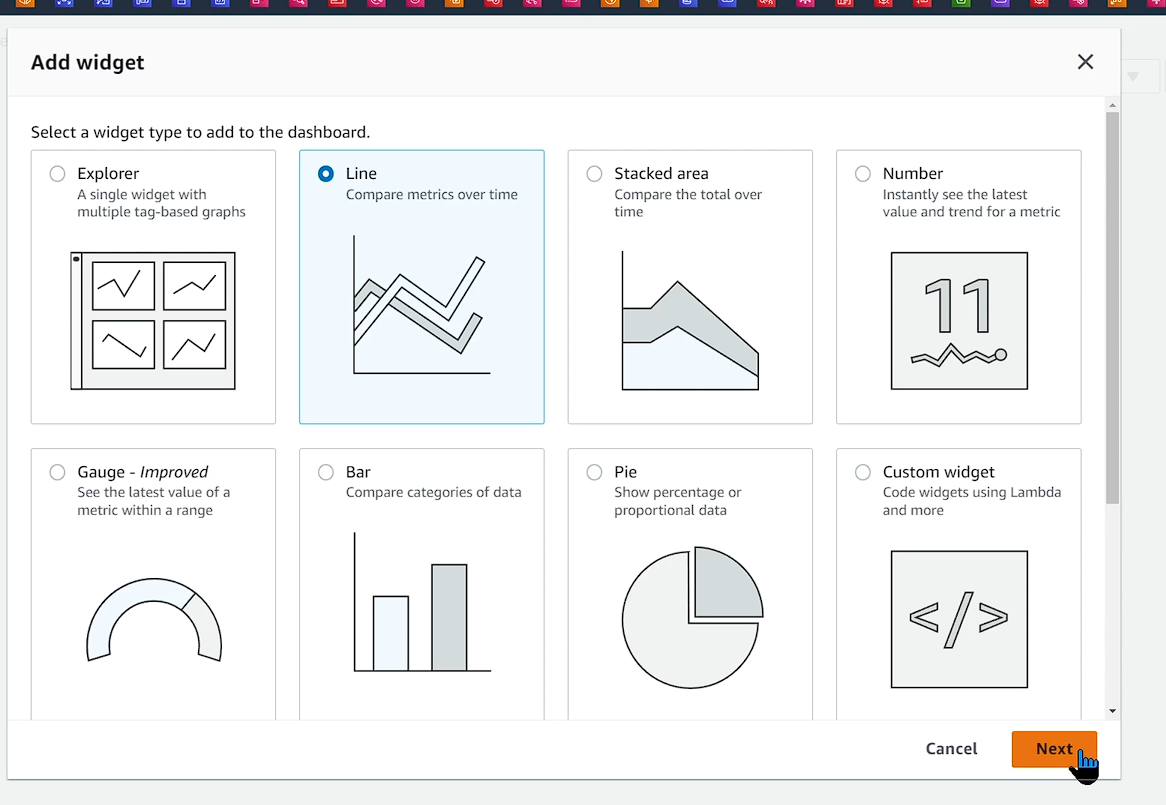 Add widget
Select a widget type to add to the dashboard.
Explorer
A single widget with
multiple tag-based graphs
Line
Compare metrics over time
Stacked area
Compare the total over
time
Number
Instantly see the latest
value and trend for a metric
11
Gauge - Improved
See the latest value of a
metric within a range
Bar
Compare categories of data
Pie
Show percentage or
proportional data
Custom widget
Code widgets using Lambda
and more
</>
Cancel
Next